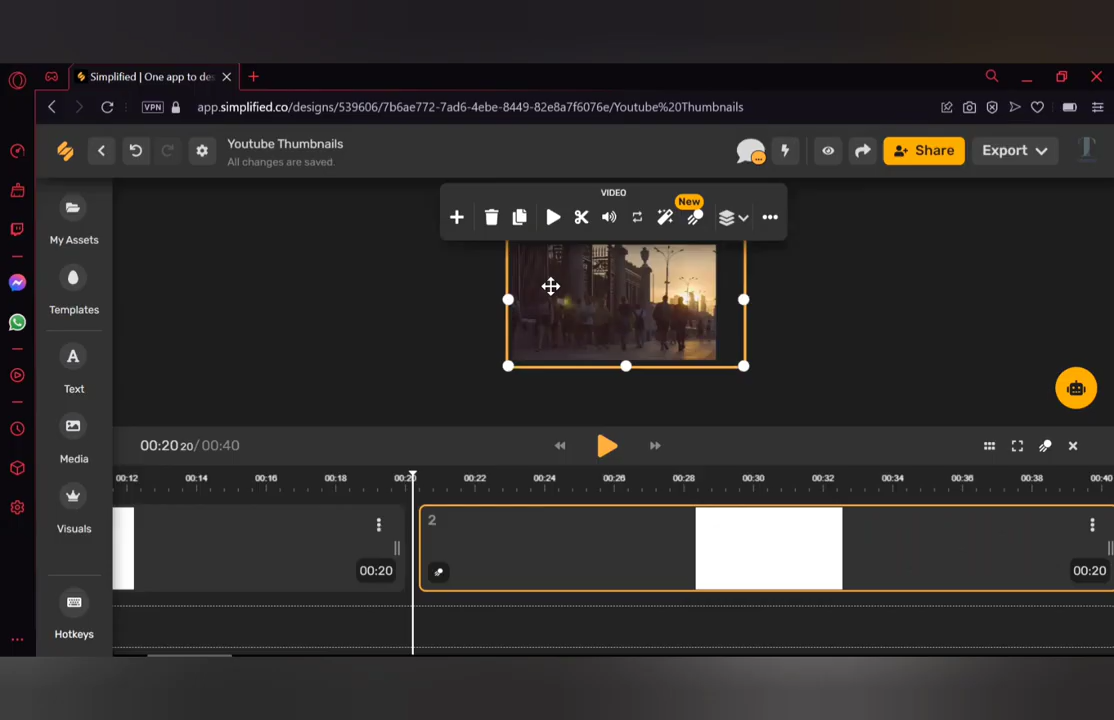 Simplified | One app to des
VPN
app.simplified.co/designs/539606/7b6ae772-7ad6-4ebe-8449-82e8a7f6076e/Youtube%20Thumbnails
Youtube Thumbnails
All changes are saved.
Share
Export
VIDEO
New
My Assets
Templates
A
Text
Media
Visuals
Hotkeys
00:20 20/ 00:40
00:12 00:14 00:16 00:18 00:20 00:22 00:24 00:26 00:28 00:30 00:32 00:34 00:36 00:38 00:40
2
00:20
00:20